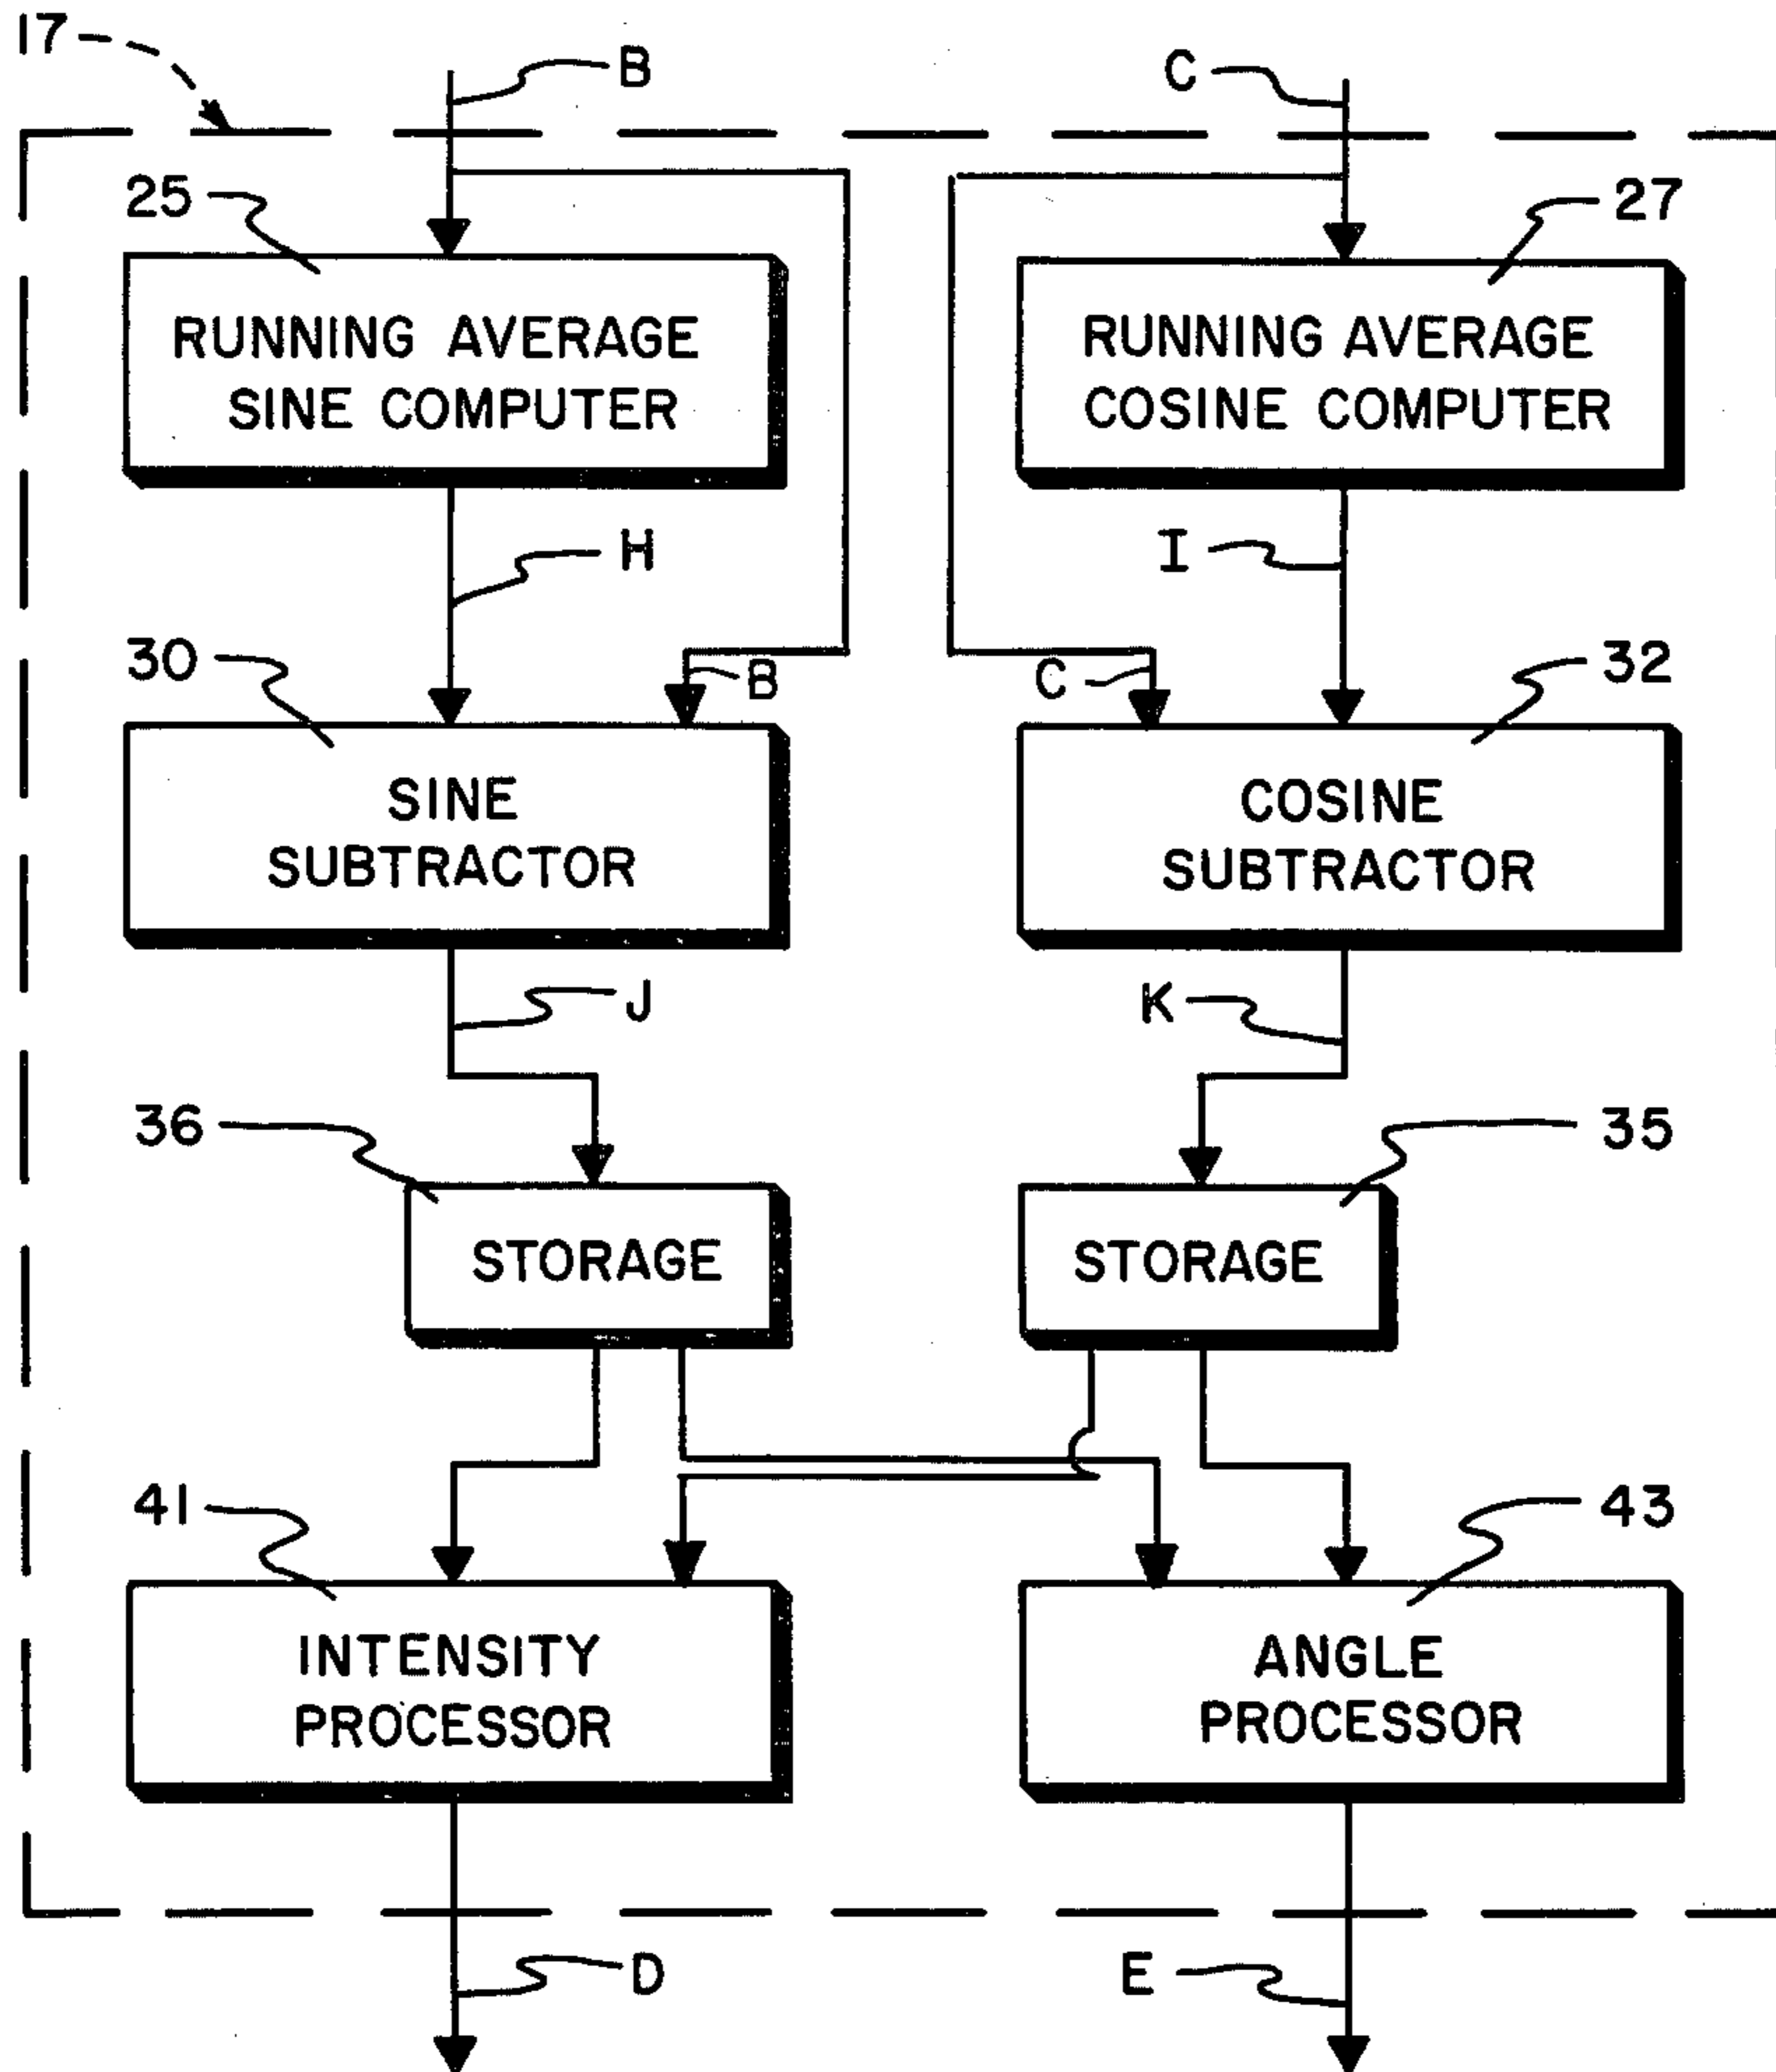 17
B
C
25
27
RUNNING AVERAGE
SINE COMPUTER
RUNNING AVERAGE
COSINE COMPUTER
H
I
30
B
C
32
SINE
SUBTRACTOR
COSINE
SUBTRACTOR
J
K
36
35
STORAGE
STORAGE
41
43
INTENSITY
PROCESSOR
ANGLE
PROCESSOR
D
E